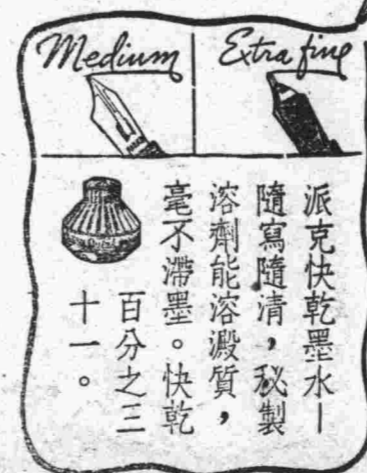 Medium
Extra fine
派克快乾墨水—
隨寫隨清，秘製
溶劑能溶澱質，
毫不滯墨。快乾
百分之三
十一。